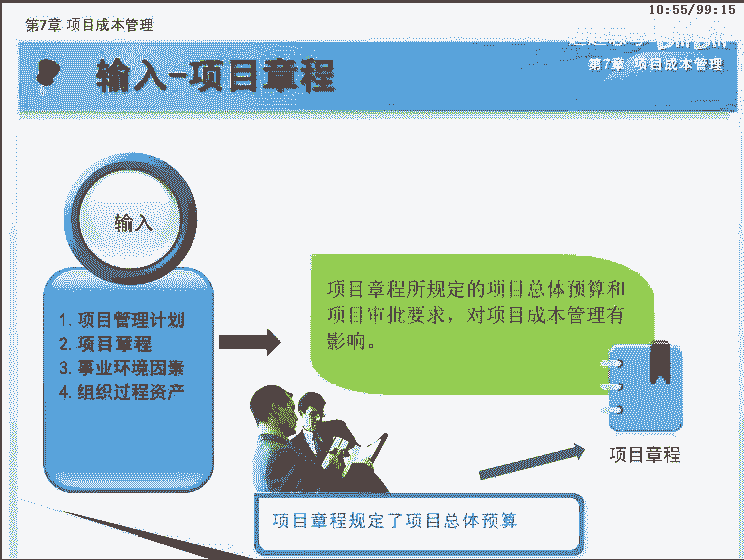 10:55/99:15
第7章 项目成本管理
第7章 项目成本管理
输入-项目章程
输入
1. 项目管理计划
2. 项目章程
3. 事业环境因素
4. 组织过程资产
项目章程所规定的项目总体预算和
项目审批要求，对项目成本管理有
影响。
项目章程
项目章程规定了项目总体预算